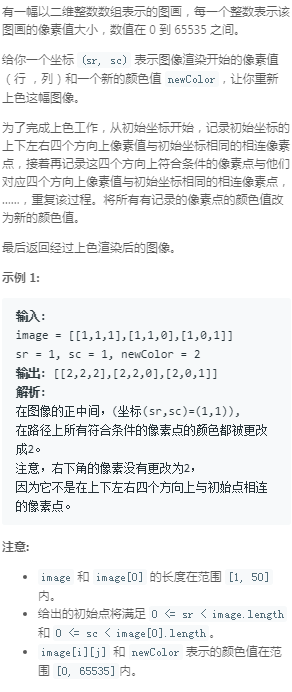 有一幅以二维整数数组表示的图画，每一个整数表示该
图画的像素值大小，数值在 0 到 65535 之间。
给你一个坐标 (sr, sc) 表示图像渲染开始的像素值
（行 ，列）和一个新的颜色值 newColor ，让你重新
上色这幅图像。
为了完成上色工作，从初始坐标开始，记录初始坐标的
上下左右四个方向上像素值与初始坐标相同的相连像素
点，接着再记录这四个方向上符合条件的像素点与他们
对应四个方向上像素值与初始坐标相同的相连像素点，
……，重复该过程。将所有有记录的像素点的颜色值改
为新的颜色值。
最后返回经过上色渲染后的图像。
示例 1:
输入:
image = [[1,1,1],[1,1,0],[1,0,1]]
sr = 1, sc = 1, newColor = 2
输出: [[2,2,2],[2,2,0],[2,0,1]]
解析:
在图像的正中间，(坐标(sr,sc)=(1,1)),
在路径上所有符合条件的像素点的颜色都被更改
成2。
注意，右下角的像素没有更改为2，
因为它不是在上下左右四个方向上与初始点相连
的像素点。
注意:
• image 和 image[0] 的长度在范围 [1, 50]
内。
• 给出的初始点将满足 0 <= sr < image.length
和 0 <= sc < image[0].length 。
• image[i][j] 和 newColor 表示的颜色值在范
围 [0, 65535]内。